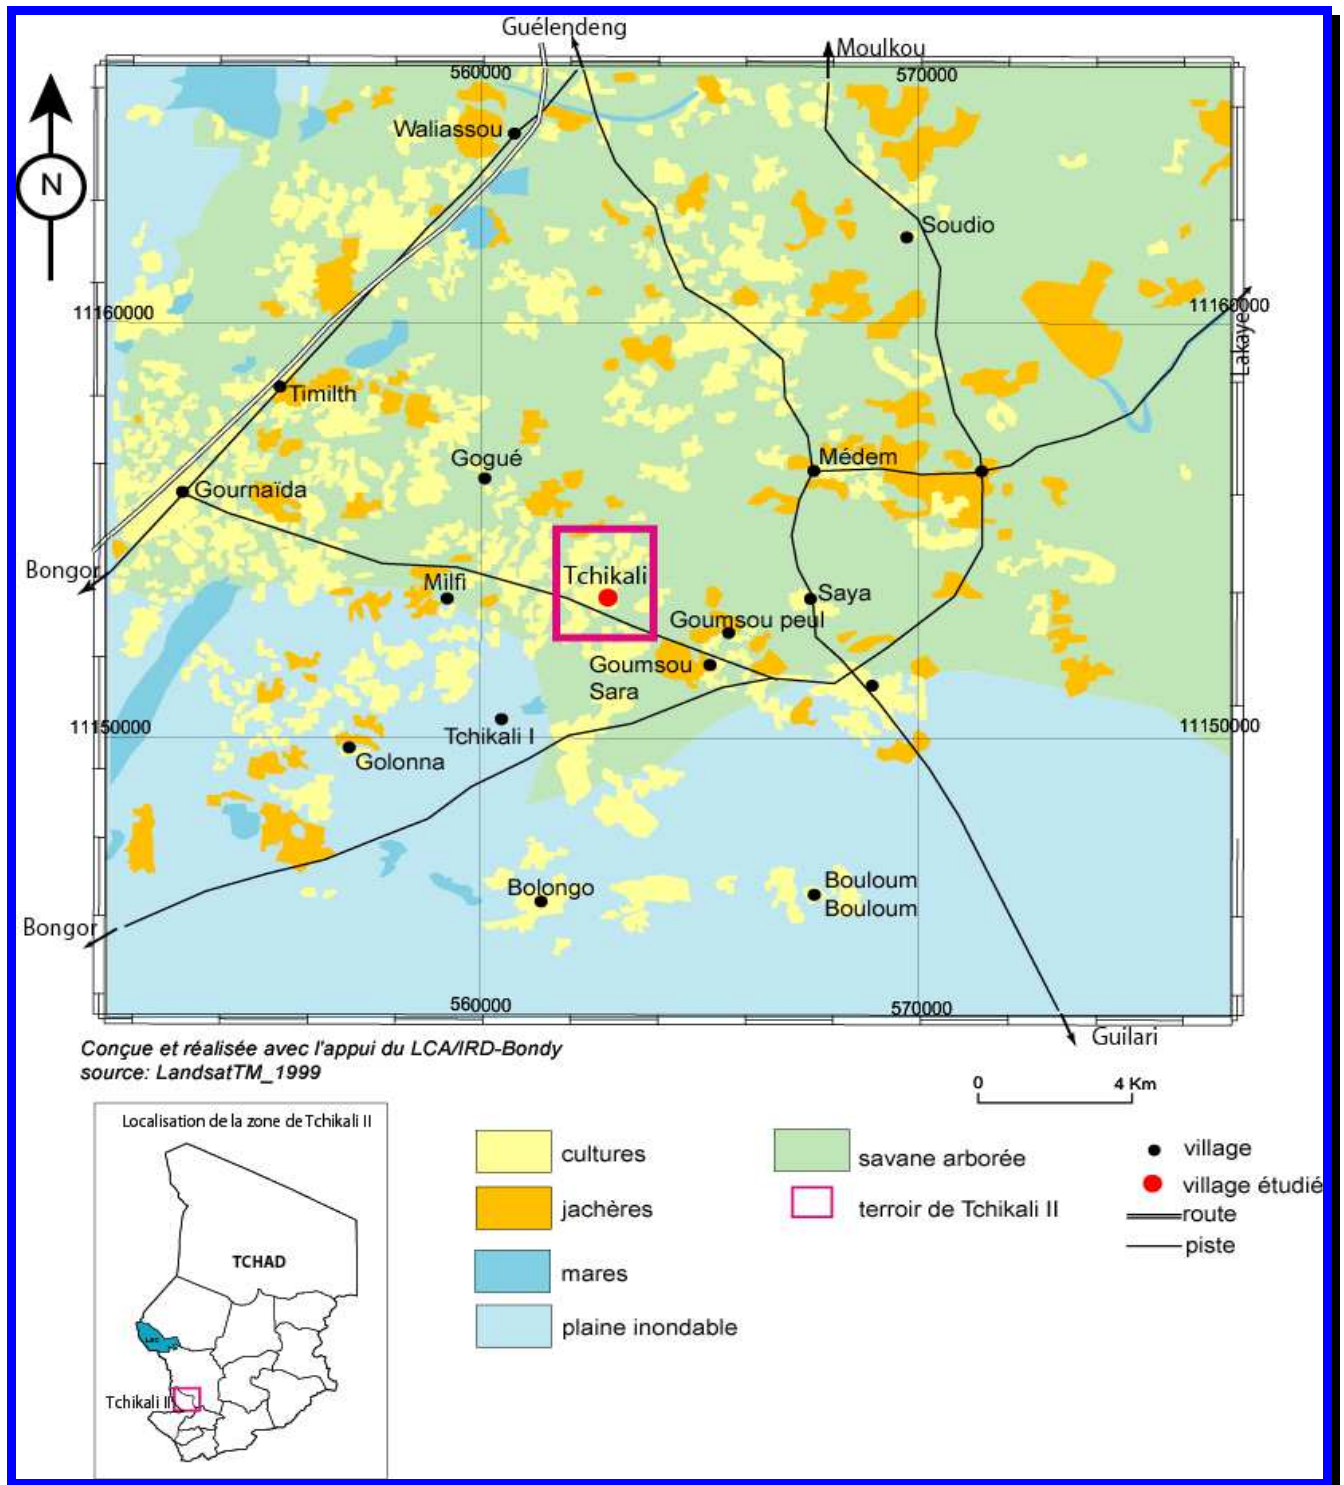 Guélendeng
Moulkou
560000
570000
Waliassou
N
Soudio
11160000
11160000
Lakaye
Timilth
Gogué
Médem
Gournaïda
Bongor
Milfi
Tchikali
Saya
Goumsou peul
Goumsou
Sara
11150000
11150000
Tchikali I
Golonna
Bolongo
Bouloum
Bouloum
Bongor
560000
570000
Guilari
Conçue et réalisée avec l'appui du LCA/IRD-Bondy
source: LandsatTM_1999
0 4 Km
Localisation de la zone de Tchikali II
TCHAD
Lac
Tchikali II
cultures
jachères
mares
plaine inondable
savane arborée
terroir de Tchikali II
village
village étudié
route
piste